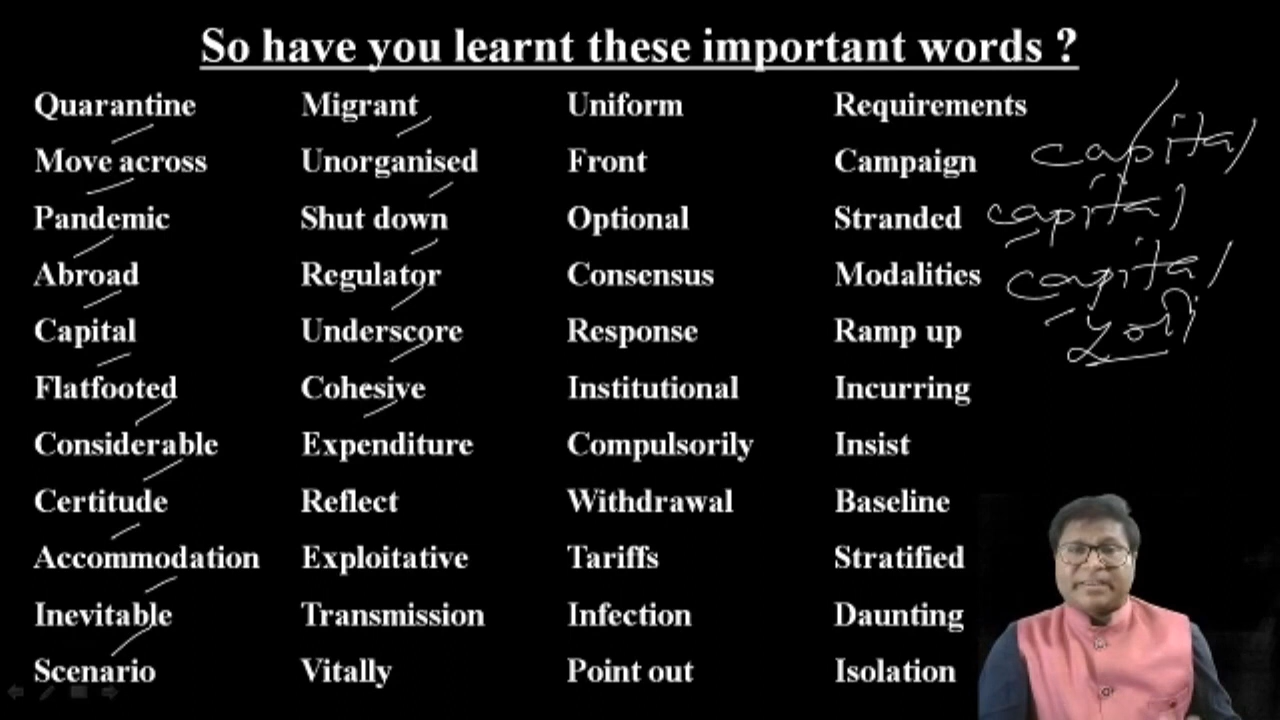 So have you learnt these important words ?
Quarantine Migrant Uniform Requirements
Move across Unorganised Front Campaign
capital
Pandemic Shut down Optional Stranded
capital
Abroad Regulator Consensus Modalities
capital
Capital Underscore Response Ramp up
Flatfooted Cohesive Institutional Incurring
Considerable Expenditure Compulsorily Insist
Certitude Reflect Withdrawal Baseline
Accommodation Exploitative Tariffs Stratified
Inevitable Transmission Infection Daunting
Scenario Vitally Point out Isolation